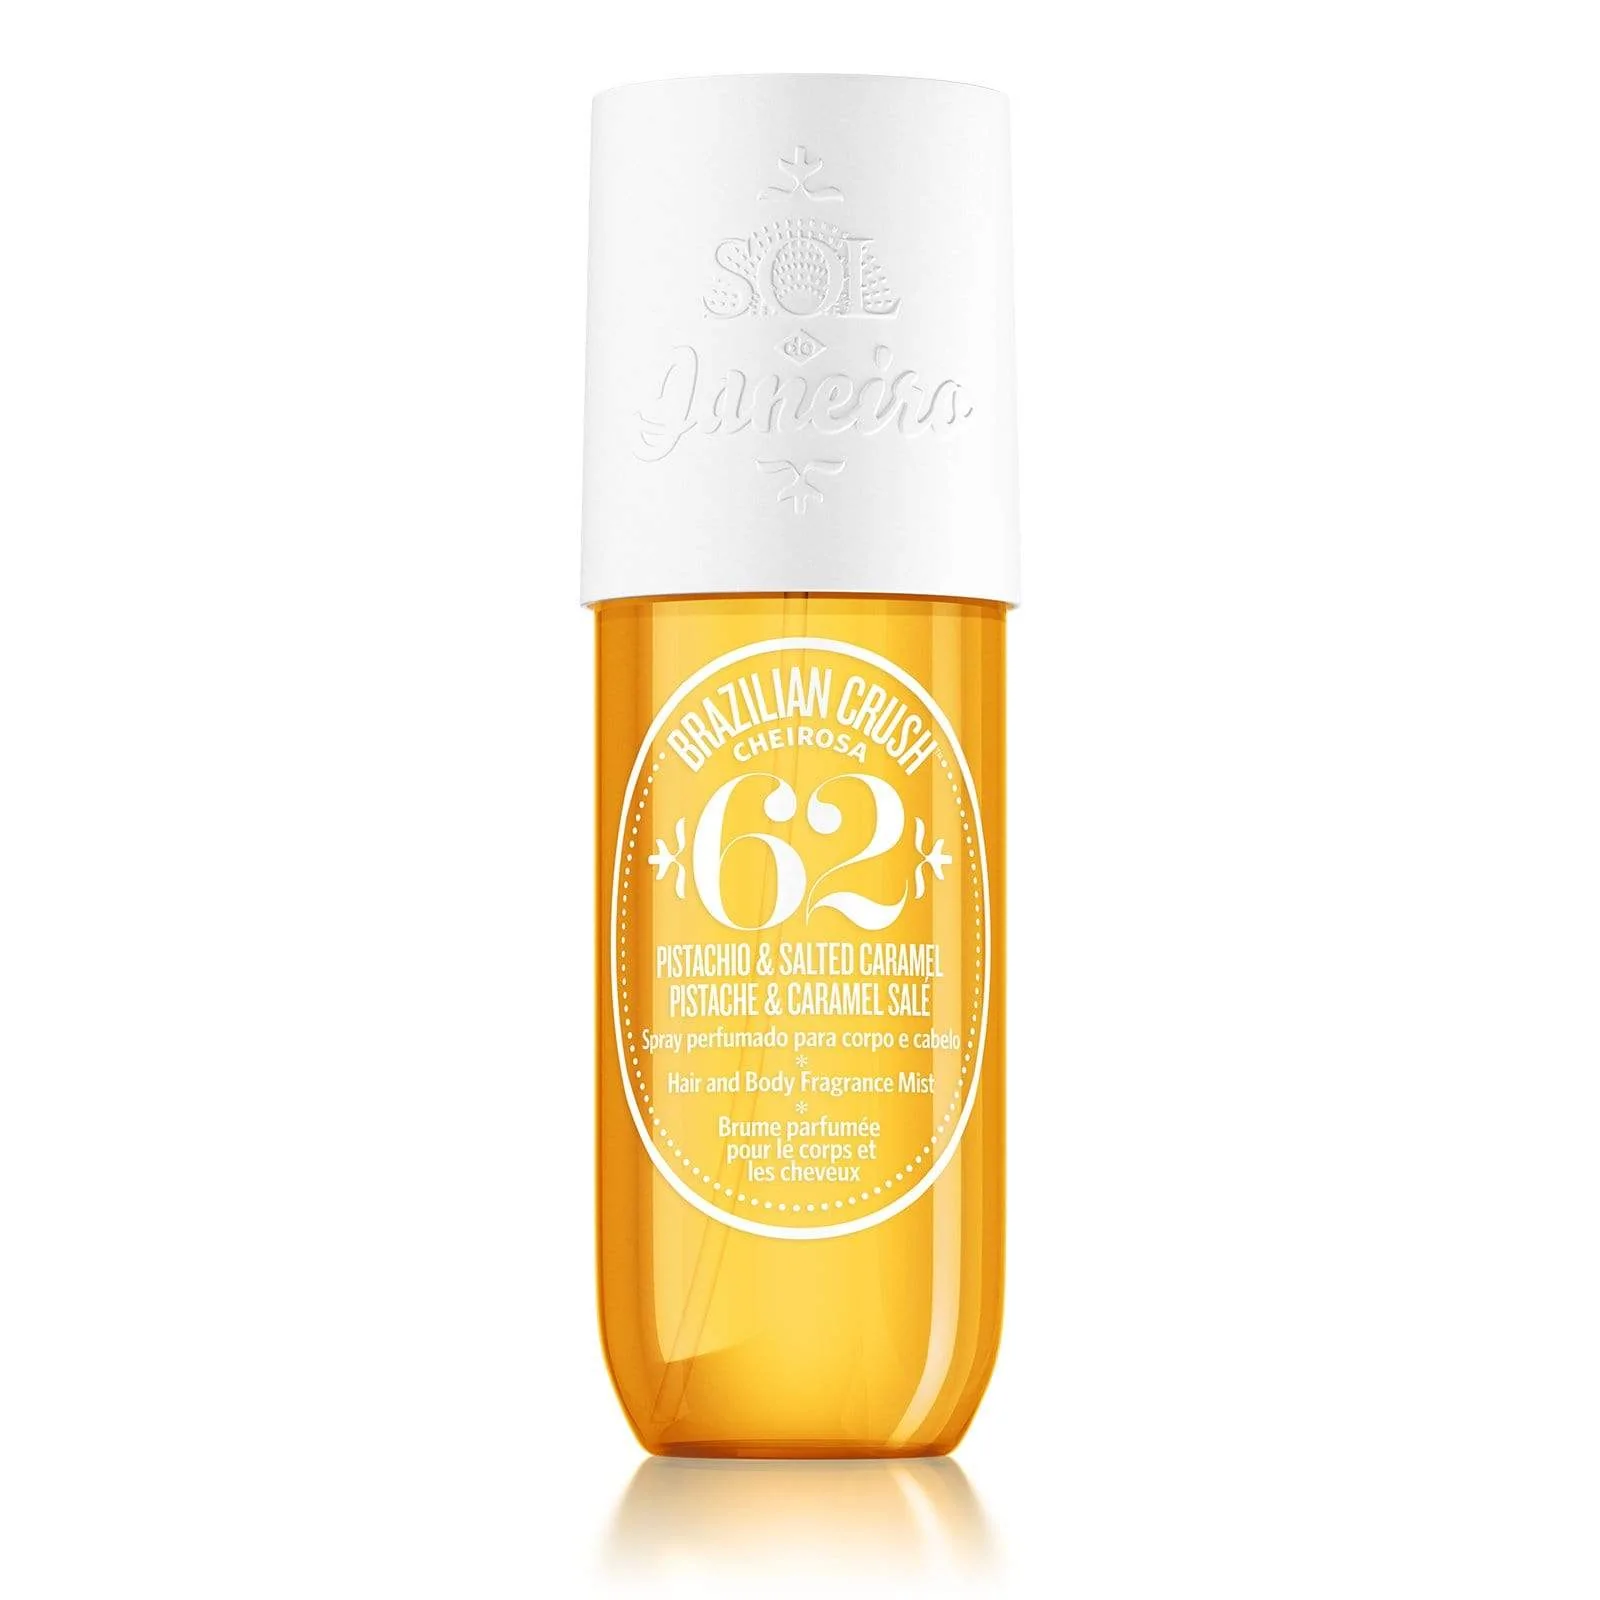 SOL
de
Janeiro
BRAZILIAN CRUSH™
CHEIROSA
62
PISTACHIO & SALTED CARAMEL
PISTACHE & CARAMEL SALÉ
Spray perfumado para corpo e cabelo
*
Hair and Body Fragrance Mist
*
Brume parfumée
pour le corps et
les cheveux